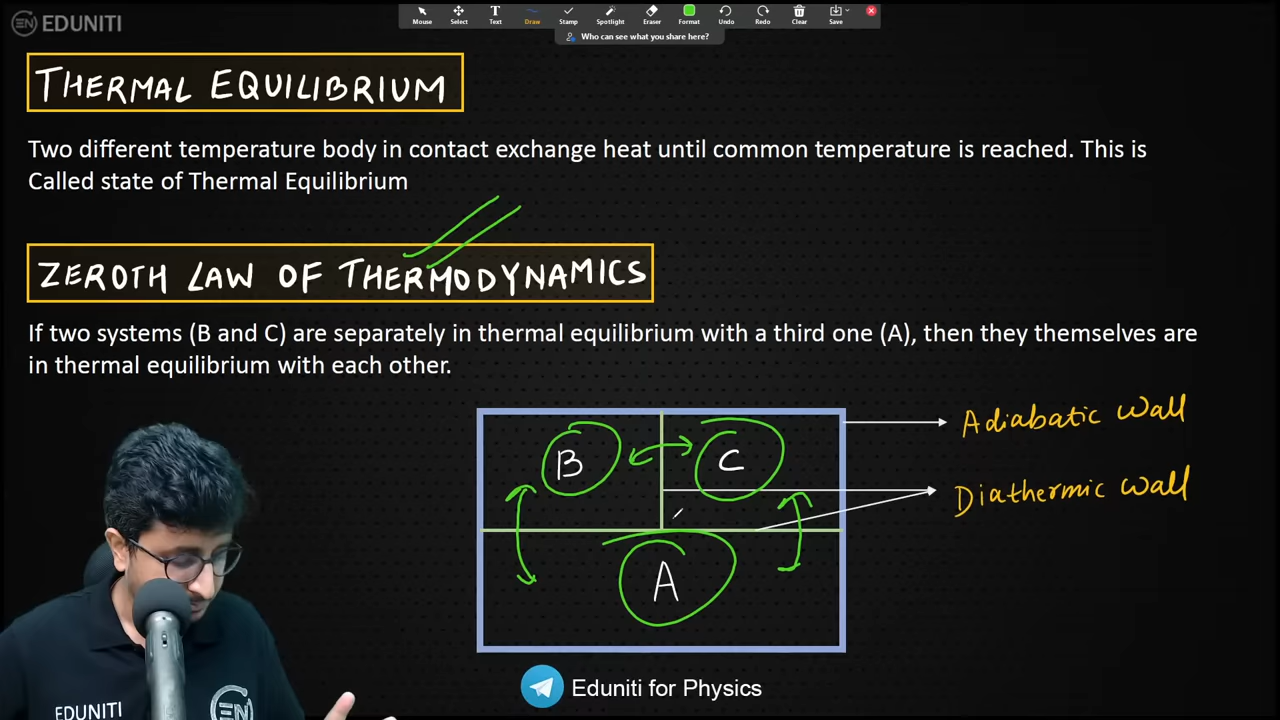 EDUNITI
Mouse Select Text Draw Stamp Spotlight Eraser Format Undo Redo Clear Save
Who can see what you share here?
THERMAL EQUILIBRIUM
Two different temperature body in contact exchange heat until common temperature is reached. This is
Called state of Thermal Equilibrium
ZEROTH LAW OF THERMODYNAMICS
If two systems (B and C) are separately in thermal equilibrium with a third one (A), then they themselves are
in thermal equilibrium with each other.
Adiabatic Wall
B C
Diathermic Wall
A
Eduniti for Physics
EDUNITI